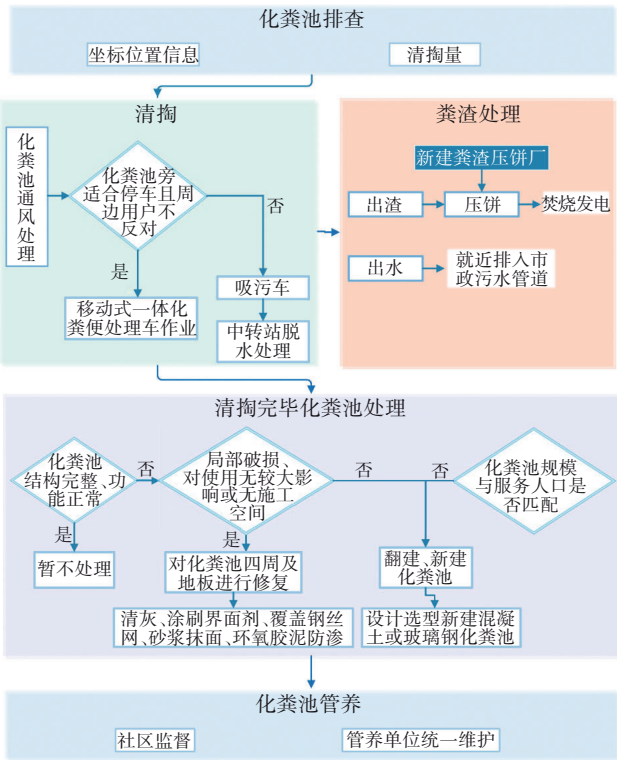 化粪池排查
坐标位置信息
清掏量
清掏
化粪池通风处理
化粪池旁
适合停车且周
边用户不
反对
否
是
吸污车
移动式一体化
粪便处理车作业
中转站脱
水处理
粪渣处理
新建粪渣压饼厂
出渣
压饼
焚烧发电
出水
就近排入市
政污水管道
清掏完毕化粪池处理
化粪池
结构完整、功
能正常
否
是
暂不处理
局部破损、
对使用无较大影
响或无施工
空间
否
是
对化粪池四周及
地板进行修复
清灰、涂刷界面剂、覆盖钢丝
网、砂浆抹面、环氧胶泥防渗
否
化粪池规模
与服务人口是
否匹配
翻建、新建
化粪池
设计选型新建混凝
土或玻璃钢化粪池
化粪池管养
社区监督
管养单位统一维护